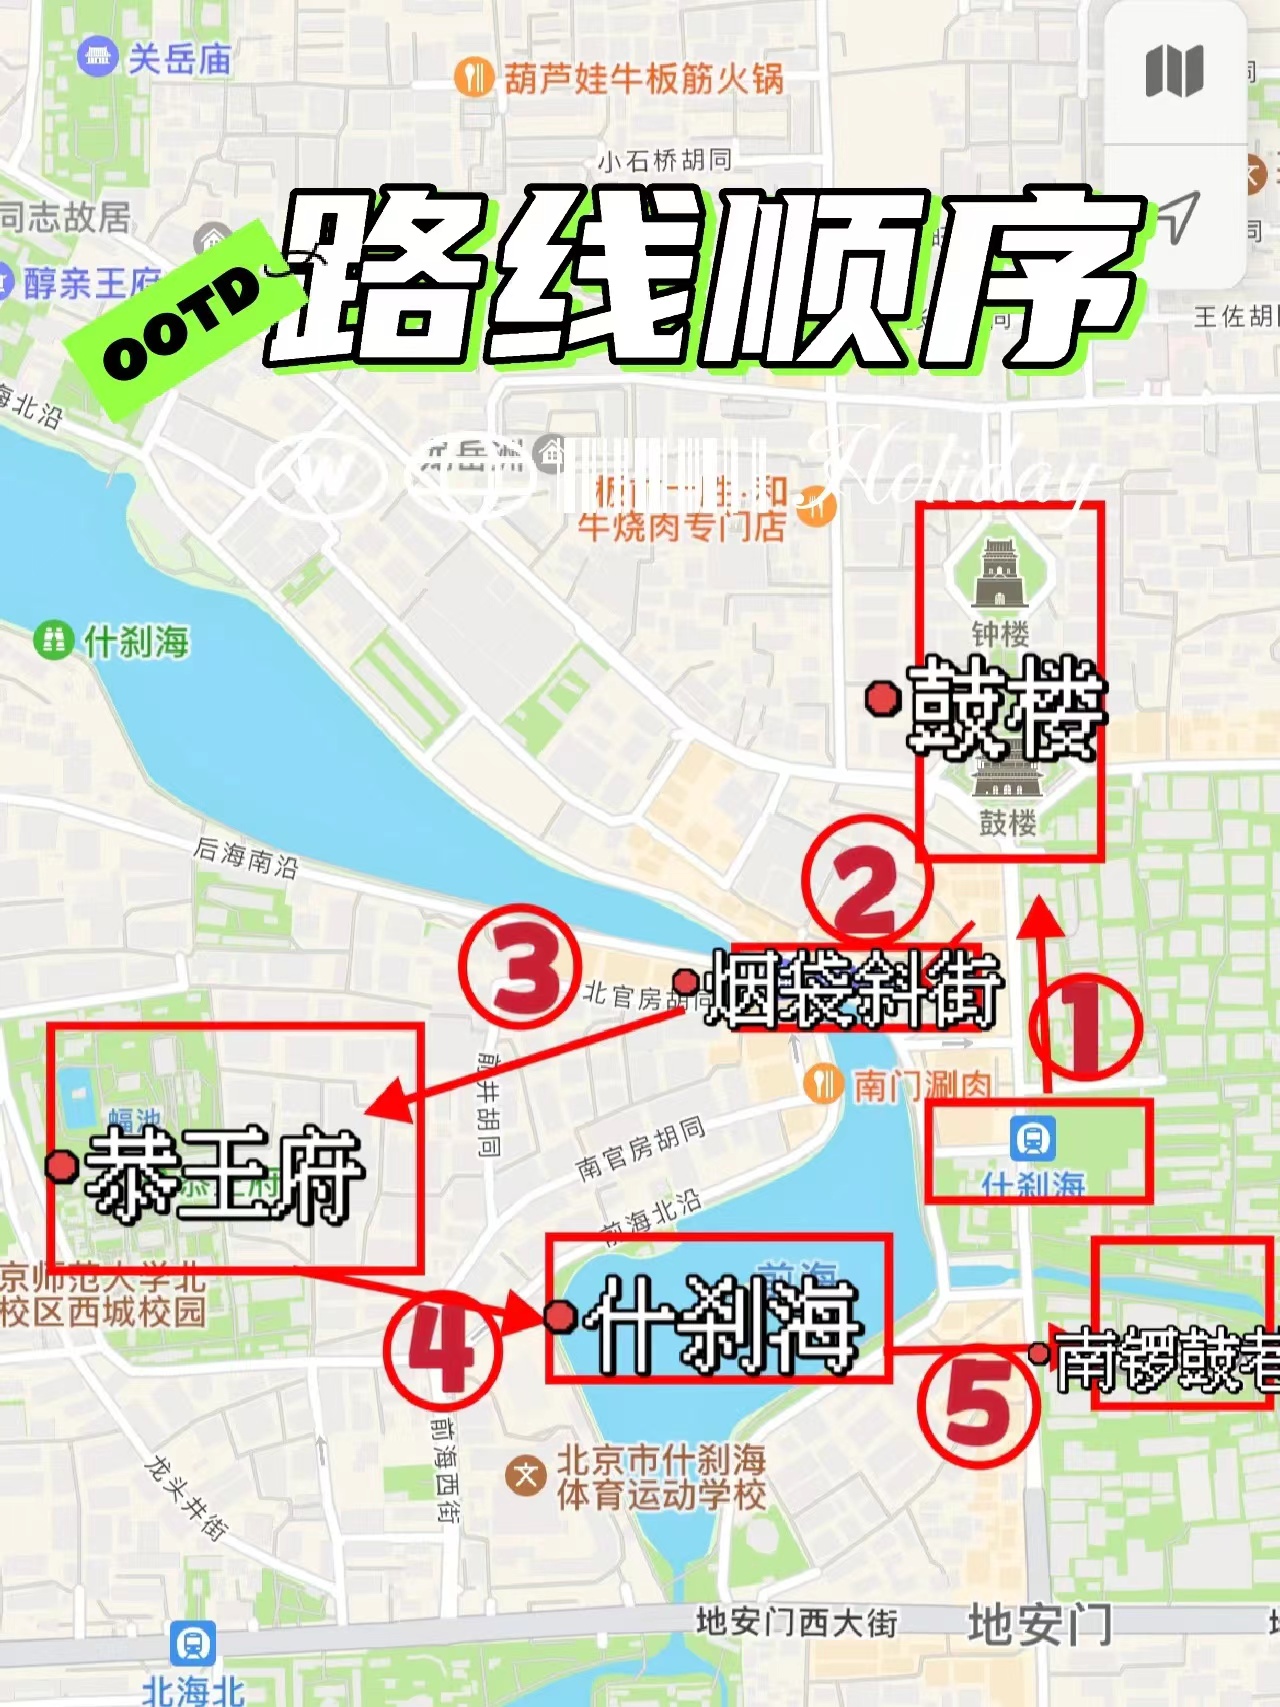 关岳庙
葫芦娃牛板筋火锅
小石桥胡同
同志故居
醇亲王府
OOTD
路线顺序
王佐胡
海北沿
W
Holiday
牛烧肉专门店
什刹海
钟楼
鼓楼
鼓楼
后海南沿
2
3
烟袋斜街
北官房胡同
1
南门涮肉
前井胡同
幅池
恭王府
什刹海
南官房胡同
前海北沿
京师范大学北
校区西城校园
前海
什刹海
4
5
南锣鼓巷
前海西街
北京市什刹海
体育运动学校
龙头井街
地安门西大街
地安门
北海北